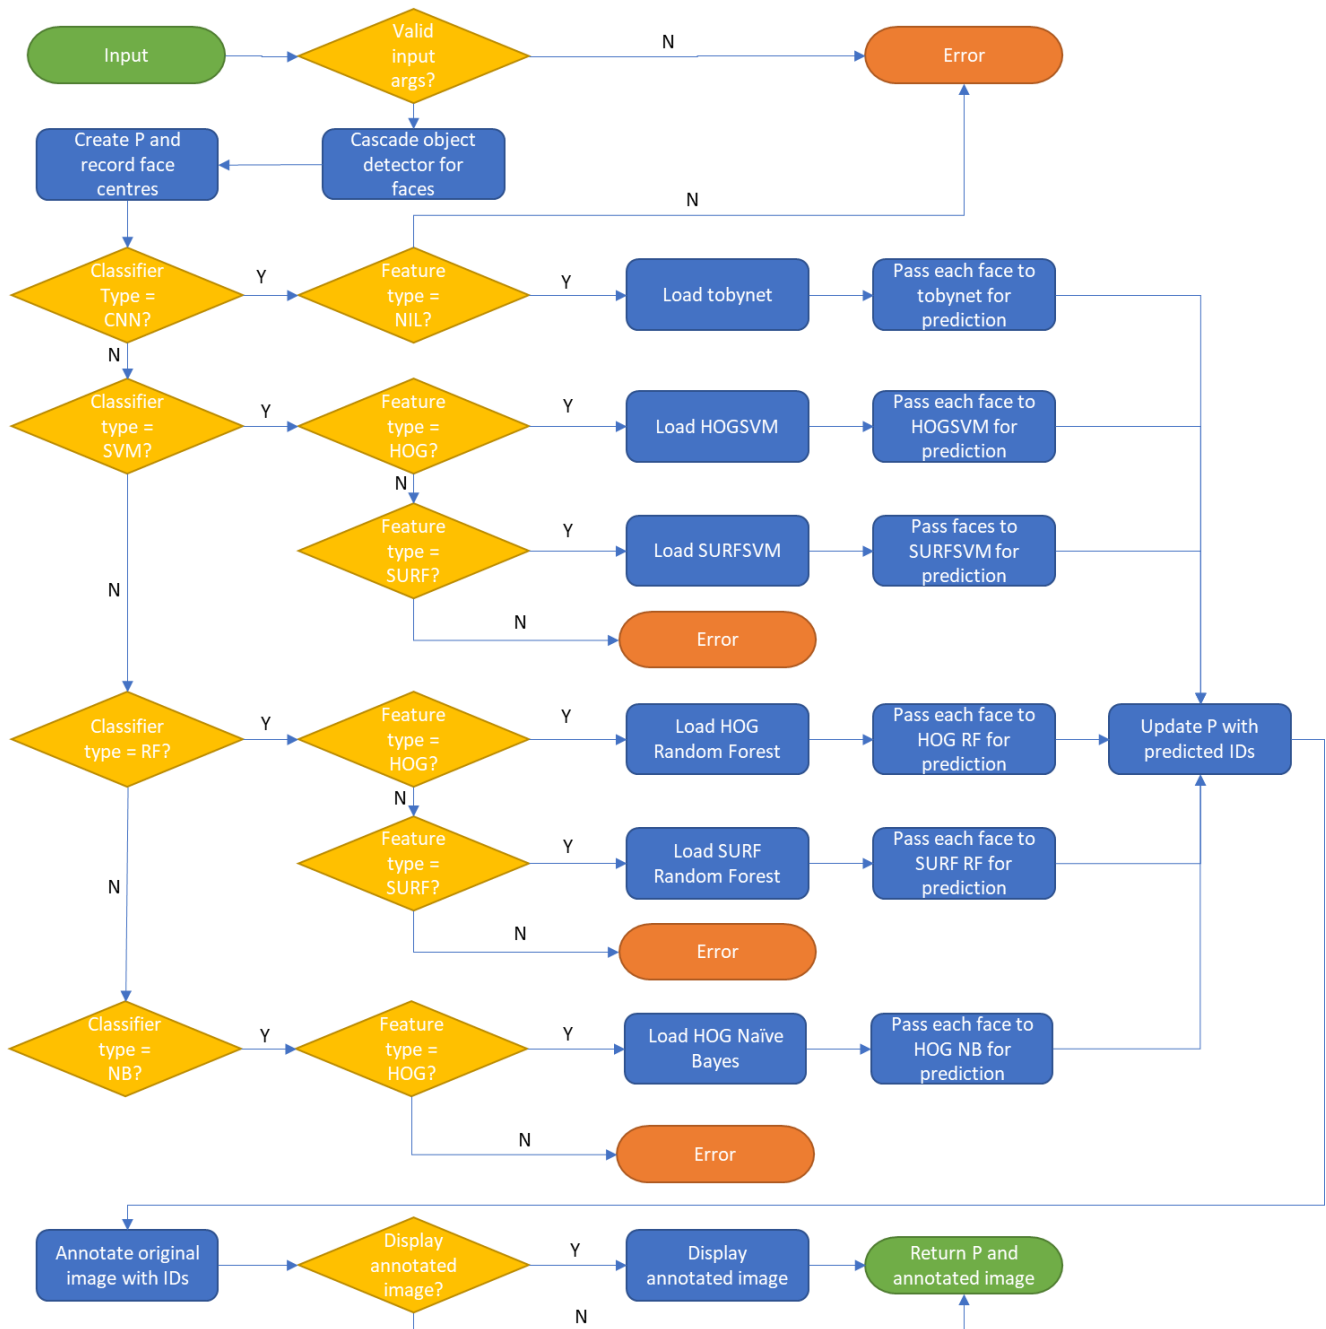 Input
Valid
input
args?
N
Error
Create P and
record face
centres
Cascade object
detector for
faces
N
Classifier
Type =
CNN?
Y
Feature
type =
NIL?
Y
Load tobynet
Pass each face to
tobynet for
prediction
N
Classifier
type =
SVM?
Y
Feature
type =
HOG?
Y
Load HOGSVM
Pass each face to
HOGSVM for
prediction
N
Feature
type =
SURF?
Y
Load SURFSVM
Pass faces to
SURFSVM for
prediction
N
N
Error
Classifier
type = RF?
Y
Feature
type =
HOG?
Y
Load HOG
Random Forest
Pass each face to
HOG RF for
prediction
Update P with
predicted IDs
N
Feature
type =
SURF?
Y
Load SURF
Random Forest
Pass each face to
SURF RF for
prediction
N
N
Error
Classifier
type =
NB?
Y
Feature
type =
HOG?
Y
Load HOG Naïve
Bayes
Pass each face to
HOG NB for
prediction
N
Error
Annotate original
image with IDs
Display
annotated
image?
Y
Display
annotated image
Return P and
annotated image
N